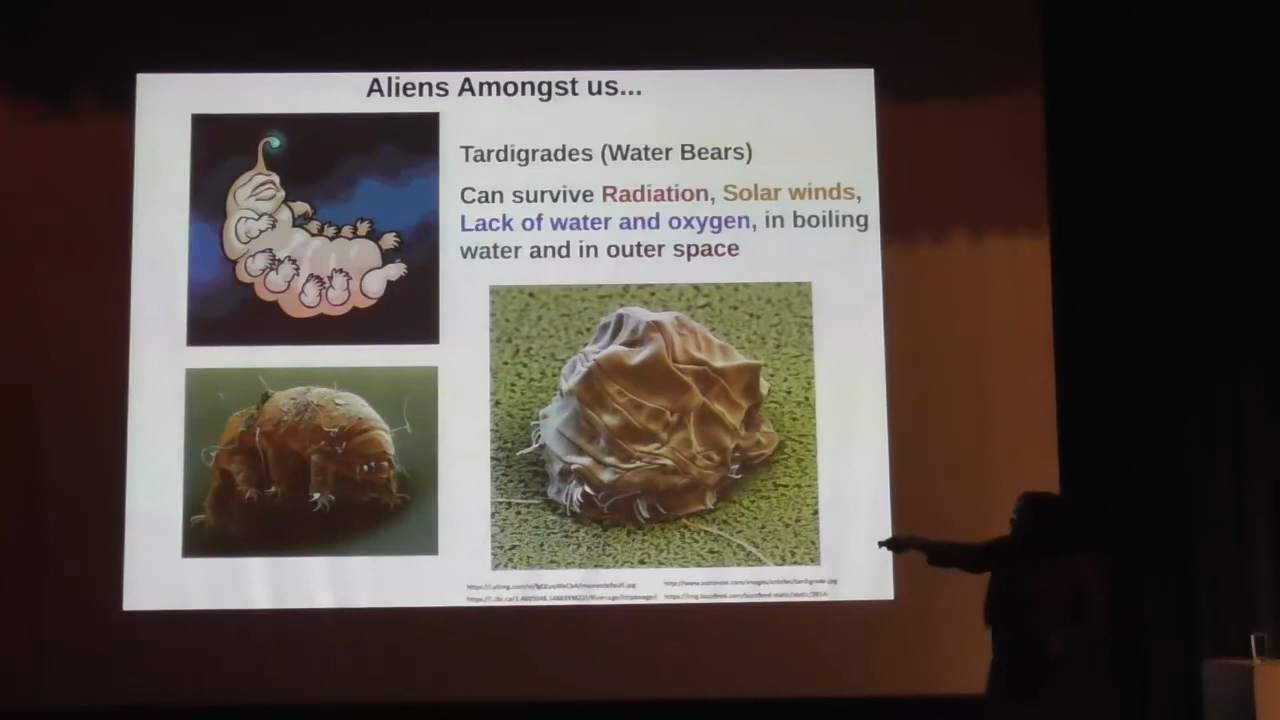 Aliens Amongst us...
Tardigrades (Water Bears)
Can survive Radiation, Solar winds,
Lack of water and oxygen, in boiling
water and in outer space